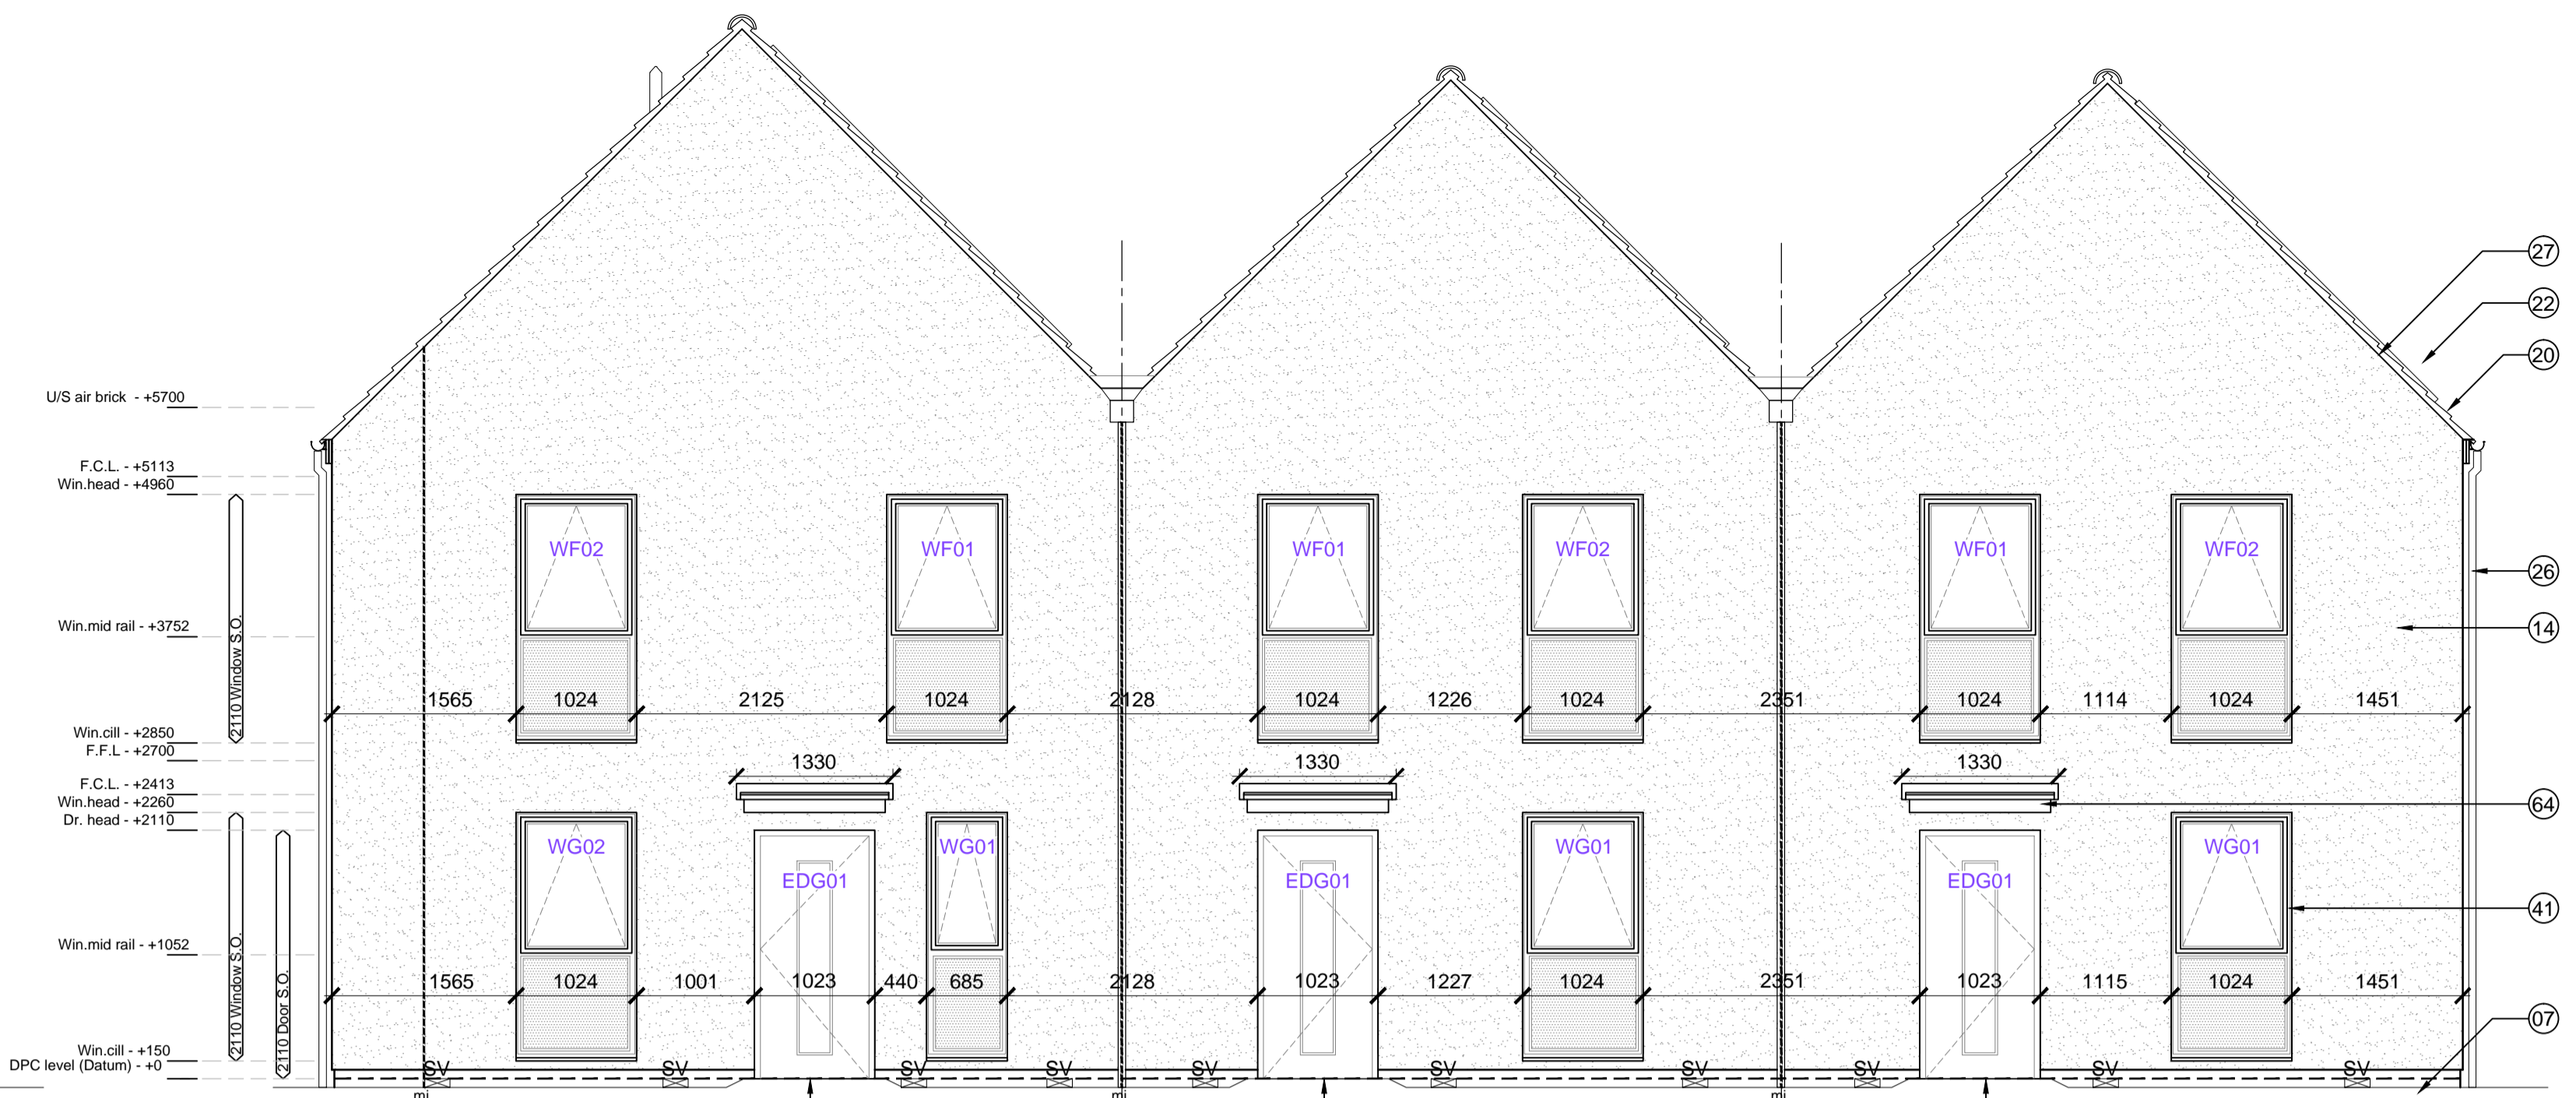 27
22
20
U/S air brick - +5700
F.C.L. - +5113
Win.head - +4960
WF02
WF01
WF01
WF02
WF01
WF02
26
Win.mid rail - +3752
14
2110 Window S.O.
1565
1024
2125
1024
2128
1024
1226
1024
2351
1024
1114
1024
1451
Win.cill - +2850
F.F.L - +2700
1330
1330
1330
F.C.L. - +2413
Win.head - +2260
Dr. head - +2110
64
WG02
WG01
WG01
WG01
EDG01
EDG01
EDG01
41
Win.mid rail - +1052
2110 Window S.O.
2110 Door S.O.
1565
1024
1001
1023
440
685
2128
1023
1227
1024
2351
1023
1115
1024
1451
07
Win.cill - +150
DPC level (Datum) - +0
SV
SV
SV
SV
SV
SV
SV
SV
SV
SV